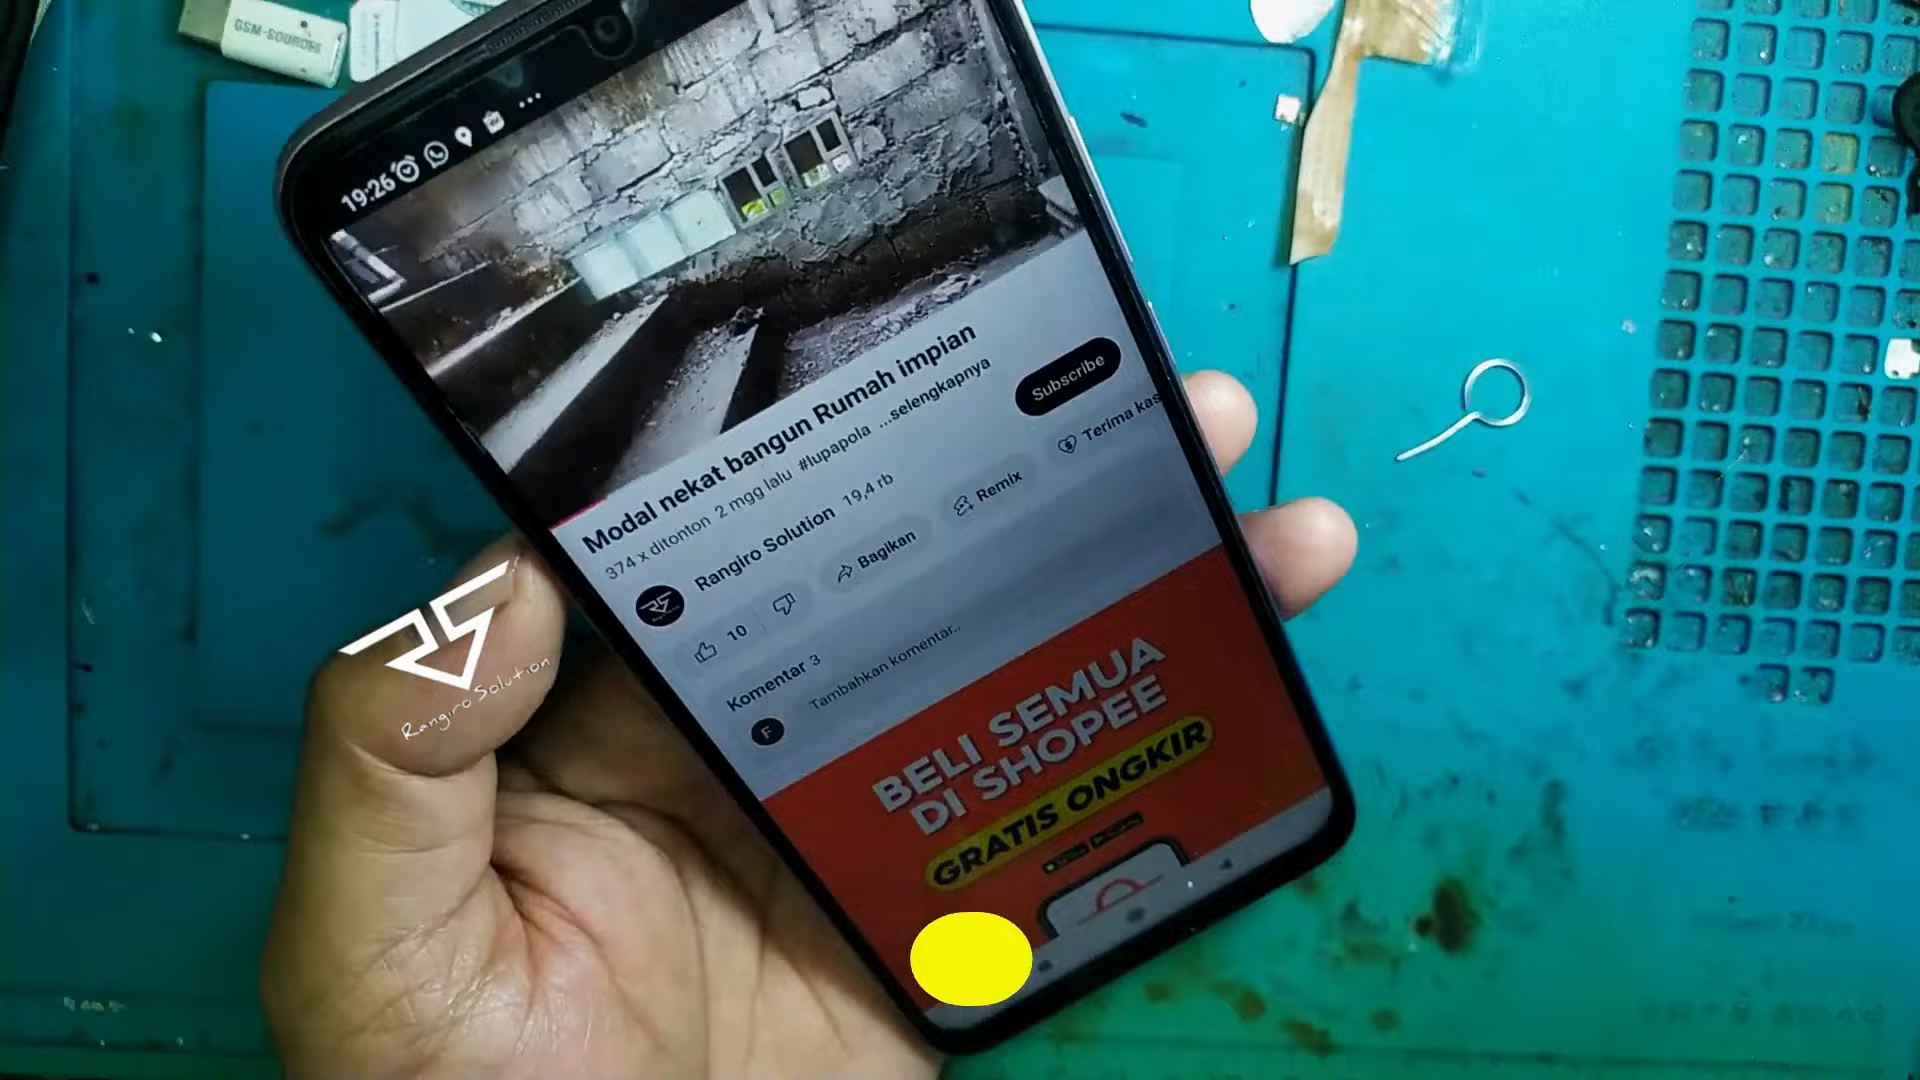 GSM-SOURCES
19:26
Modal nekat bangun Rumah impian
374 x ditonton 2 mgg lalu #lupapola ...selengkapnya
Rangiro Solution 19,4 rb
Subscribe
10
Bagikan
Remix
Terima kas
Komentar 3
F
Tambahkan komentar..
BELI SEMUA
DI SHOPEE
GRATIS ONGKIR
RS
Rangiro Solution